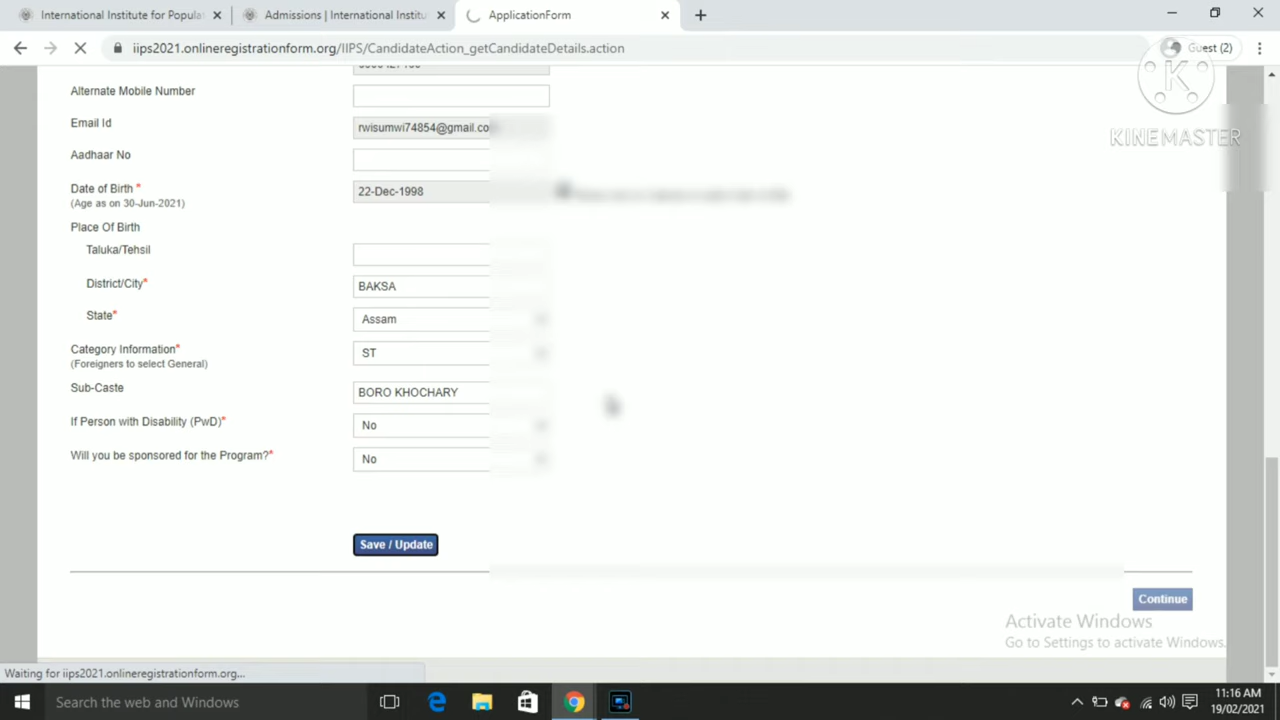 International Institute for Popula
Admissions | International Institu
ApplicationForm
iips2021.onlineregistrationform.org/IIPS/CandidateAction_getCandidateDetails.action
Guest (2)
KINEMASTER
Alternate Mobile Number
Email Id
rwisumwi74854@gmail.co
Aadhaar No
Date of Birth *
22-Dec-1998
(Age as on 30-Jun-2021)
Place Of Birth
Taluka/Tehsil
District/City*
BAKSA
State*
Assam
Category Information*
ST
(Foreigners to select General)
Sub-Caste
BORO KHOCHARY
If Person with Disability (PwD)*
No
Will you be sponsored for the Program?*
No
Save / Update
Continue
Activate Windows
Go to Settings to activate Windows.
Waiting for iips2021.onlineregistrationform.org...
Search the web and Windows
11:16 AM
19/02/2021